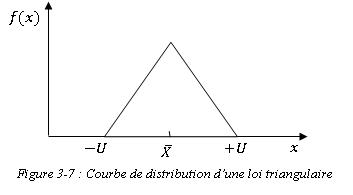 f(x)
−U X̄ +U x
Figure 3-7 : Courbe de distribution d'une loi triangulaire